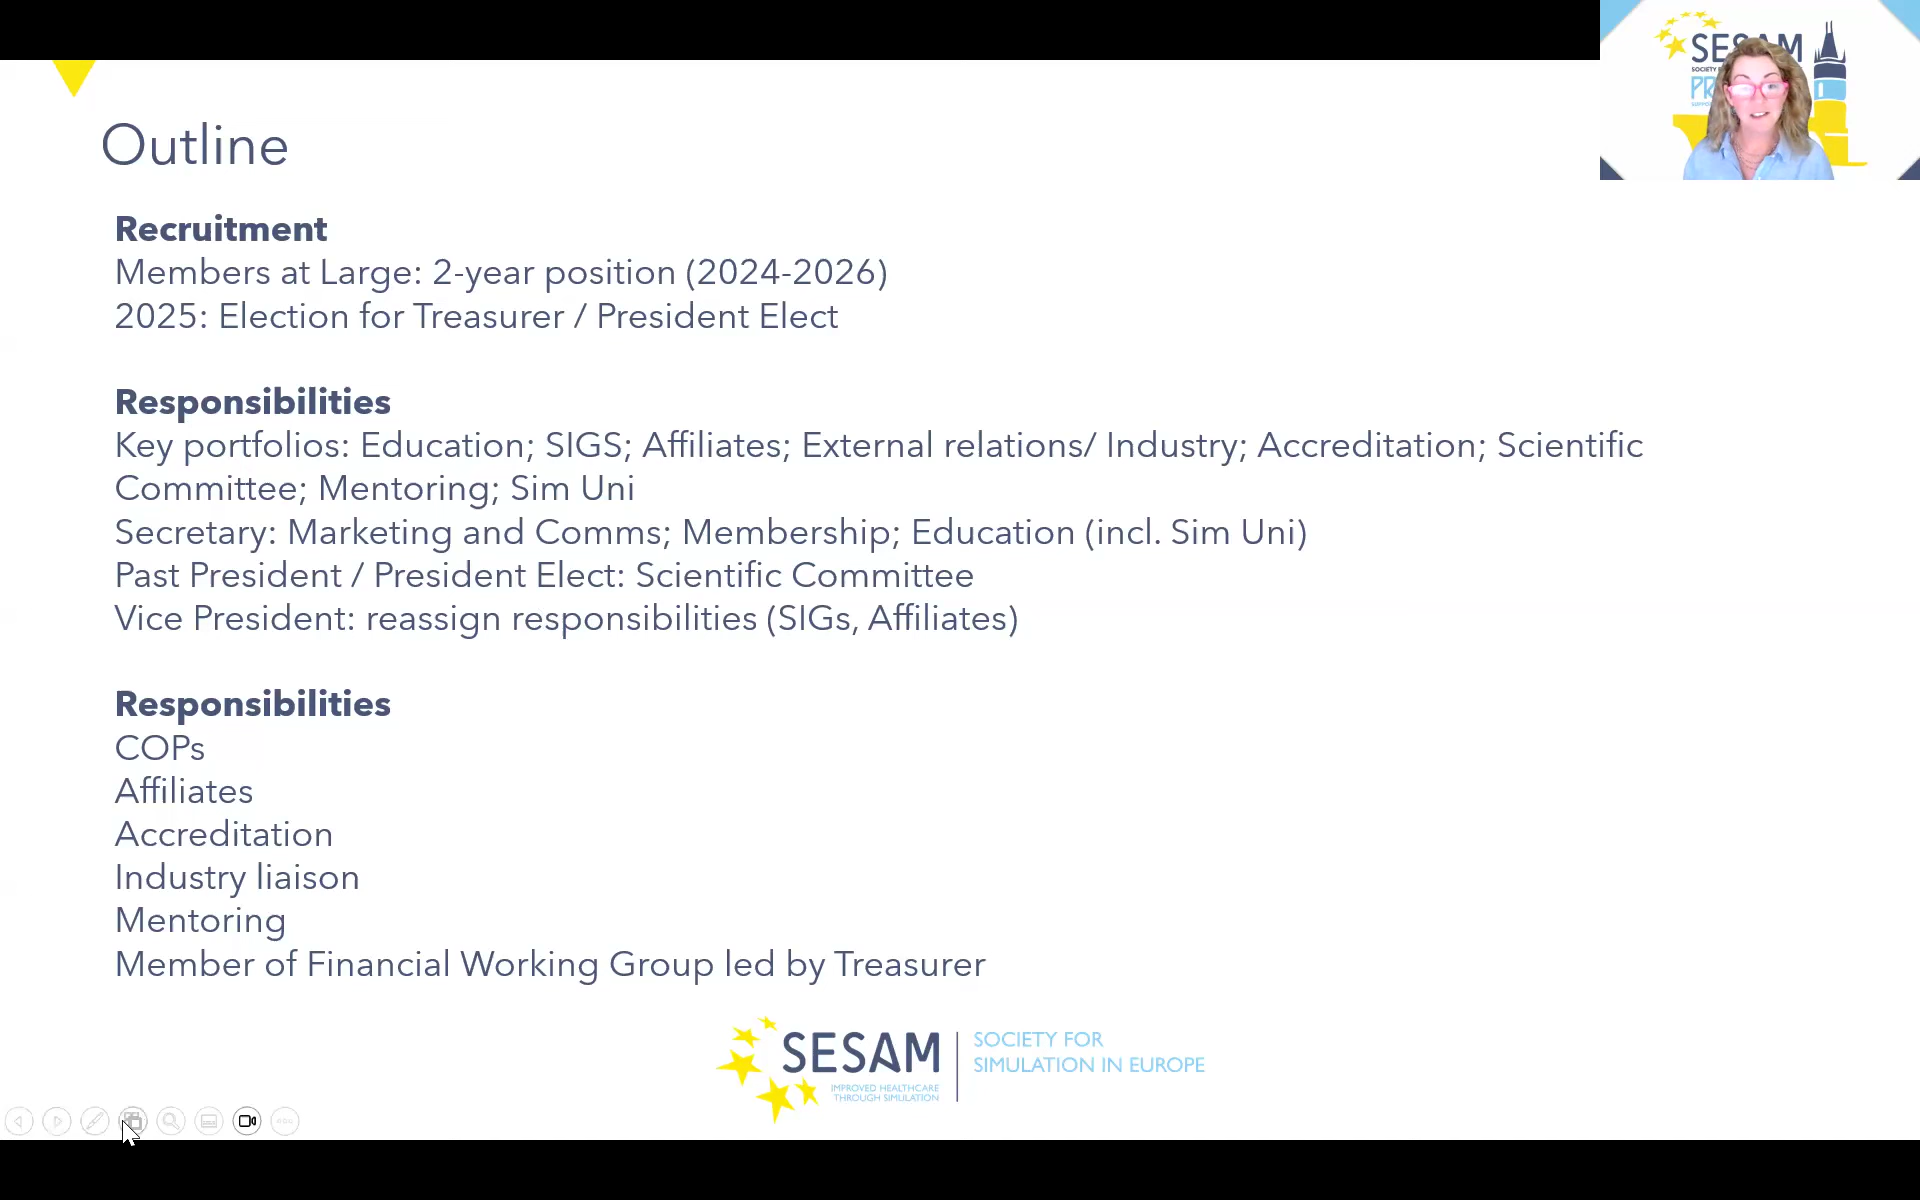 SESAM
SOCIETY F
PR
Outline
Recruitment
Members at Large: 2-year position (2024-2026)
2025: Election for Treasurer / President Elect
Responsibilities
Key portfolios: Education; SIGS; Affiliates; External relations/ Industry; Accreditation; Scientific
Committee; Mentoring; Sim Uni
Secretary: Marketing and Comms; Membership; Education (incl. Sim Uni)
Past President / President Elect: Scientific Committee
Vice President: reassign responsibilities (SIGs, Affiliates)
Responsibilities
COPs
Affiliates
Accreditation
Industry liaison
Mentoring
Member of Financial Working Group led by Treasurer
SESAM
IMPROVED HEALTHCARE
THROUGH SIMULATION
SOCIETY FOR
SIMULATION IN EUROPE